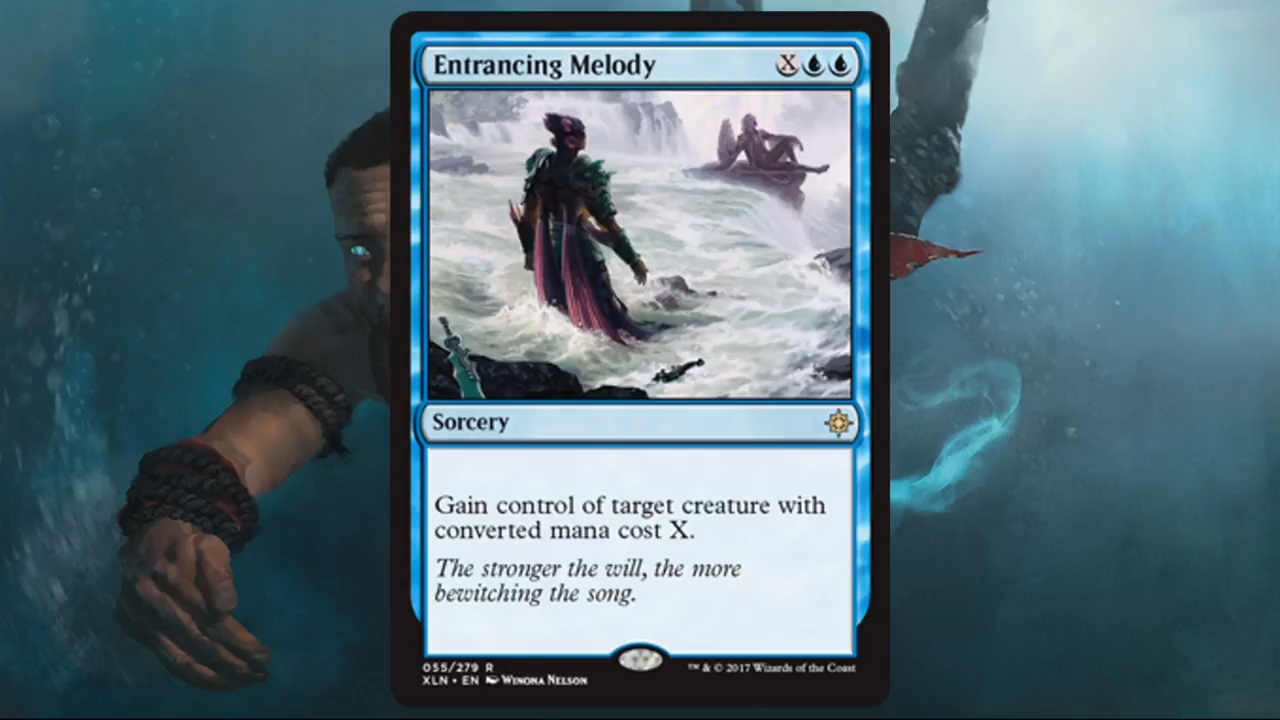 Entrancing Melody X
Sorcery
Gain control of target creature with
converted mana cost X.
The stronger the will, the more
bewitching the song.
055/279 R ™ & © 2017 Wizards of the Coast
XLN • EN Winona Nelson